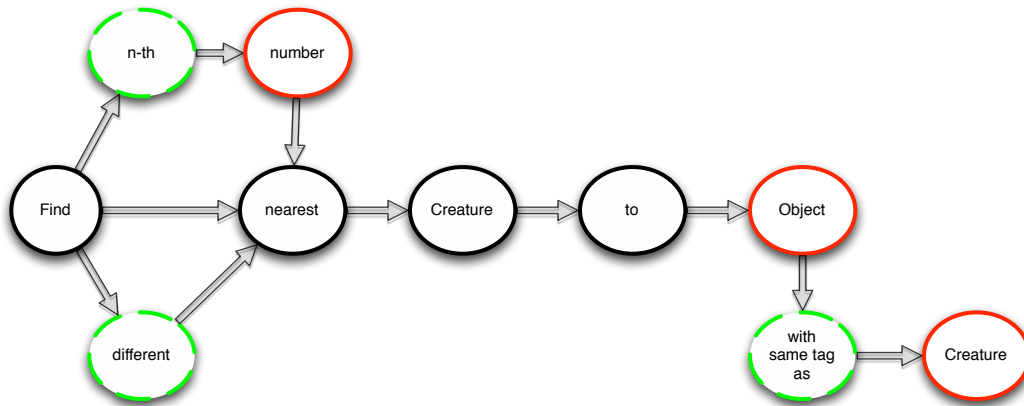 n-th
number
Find
nearest
Creature
to
Object
different
with
same tag
as
Creature